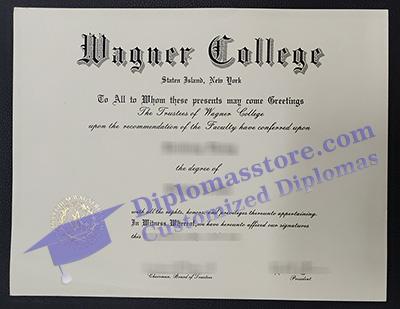 Wagner College
Staten Island, New York
To All to Whom these presents may come Greetings
The Trustees of Wagner College
upon the recommendation of the Faculty have conferred upon
the degree of
Diplomasstore.com
Customized Diplomas
with all the rights, honors, and privileges thereunto appertaining.
In Witness Whereof, we have hereunto affixed our signatures
this
Chairman, Board of Trustees
President